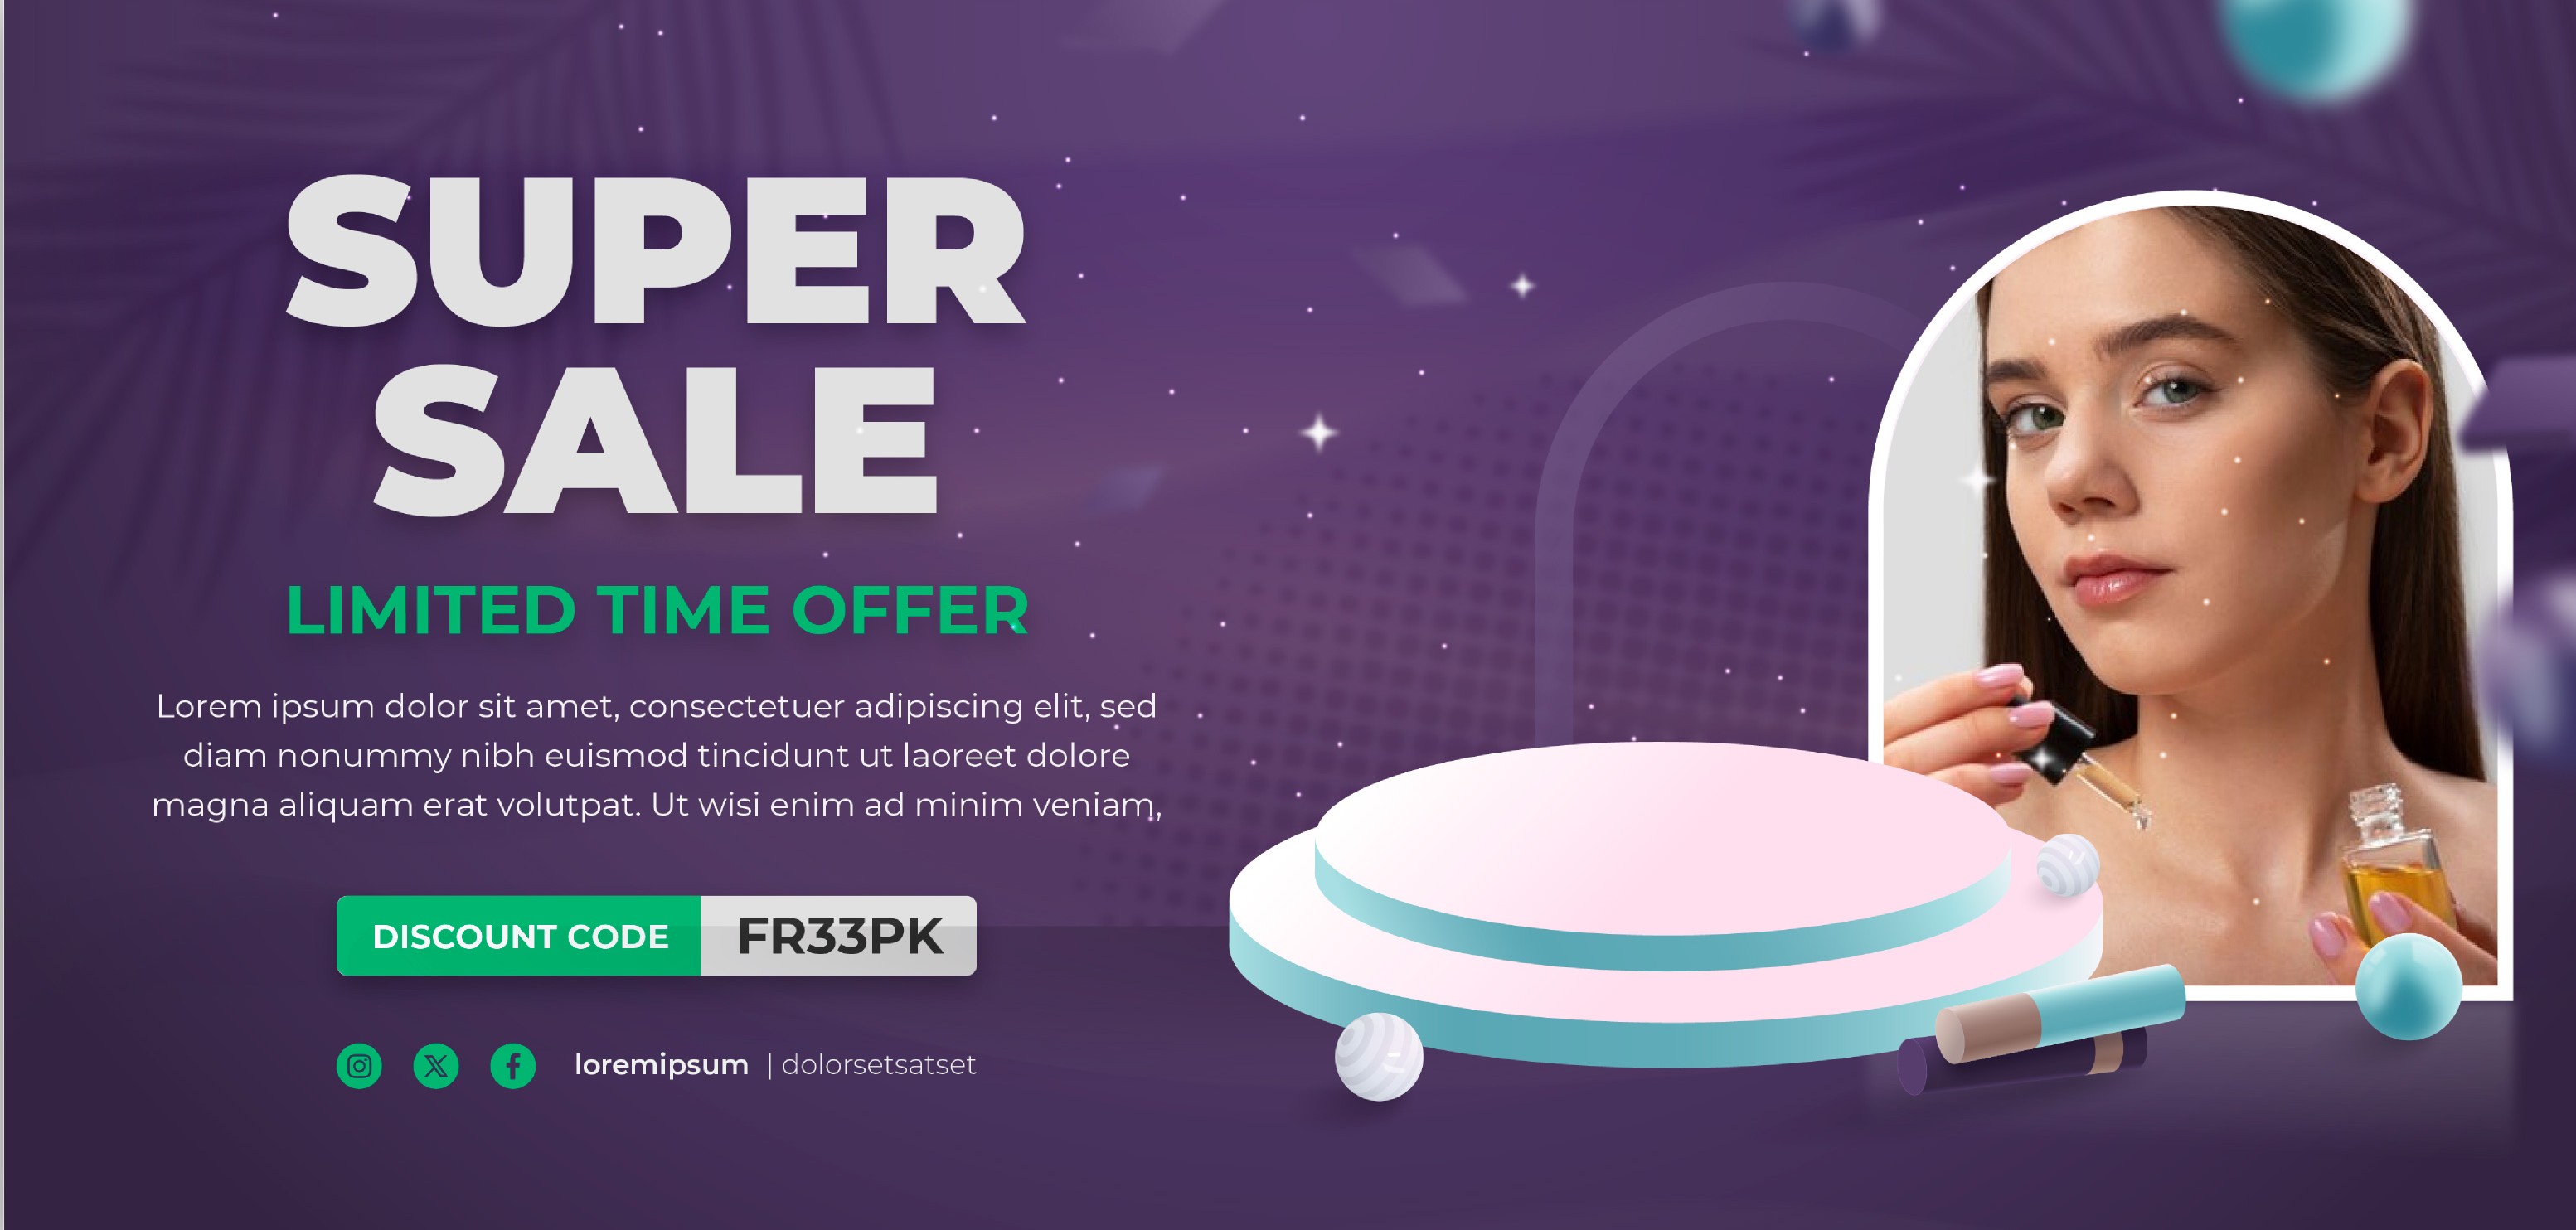 SUPER
SALE
LIMITED TIME OFFER
Lorem ipsum dolor sit amet, consectetuer adipiscing elit, sed
diam nonummy nibh euismod tincidunt ut laoreet dolore
magna aliquam erat volutpat. Ut wisi enim ad minim veniam,
DISCOUNT CODE FR33PK
loremipsum | dolorsetsatset